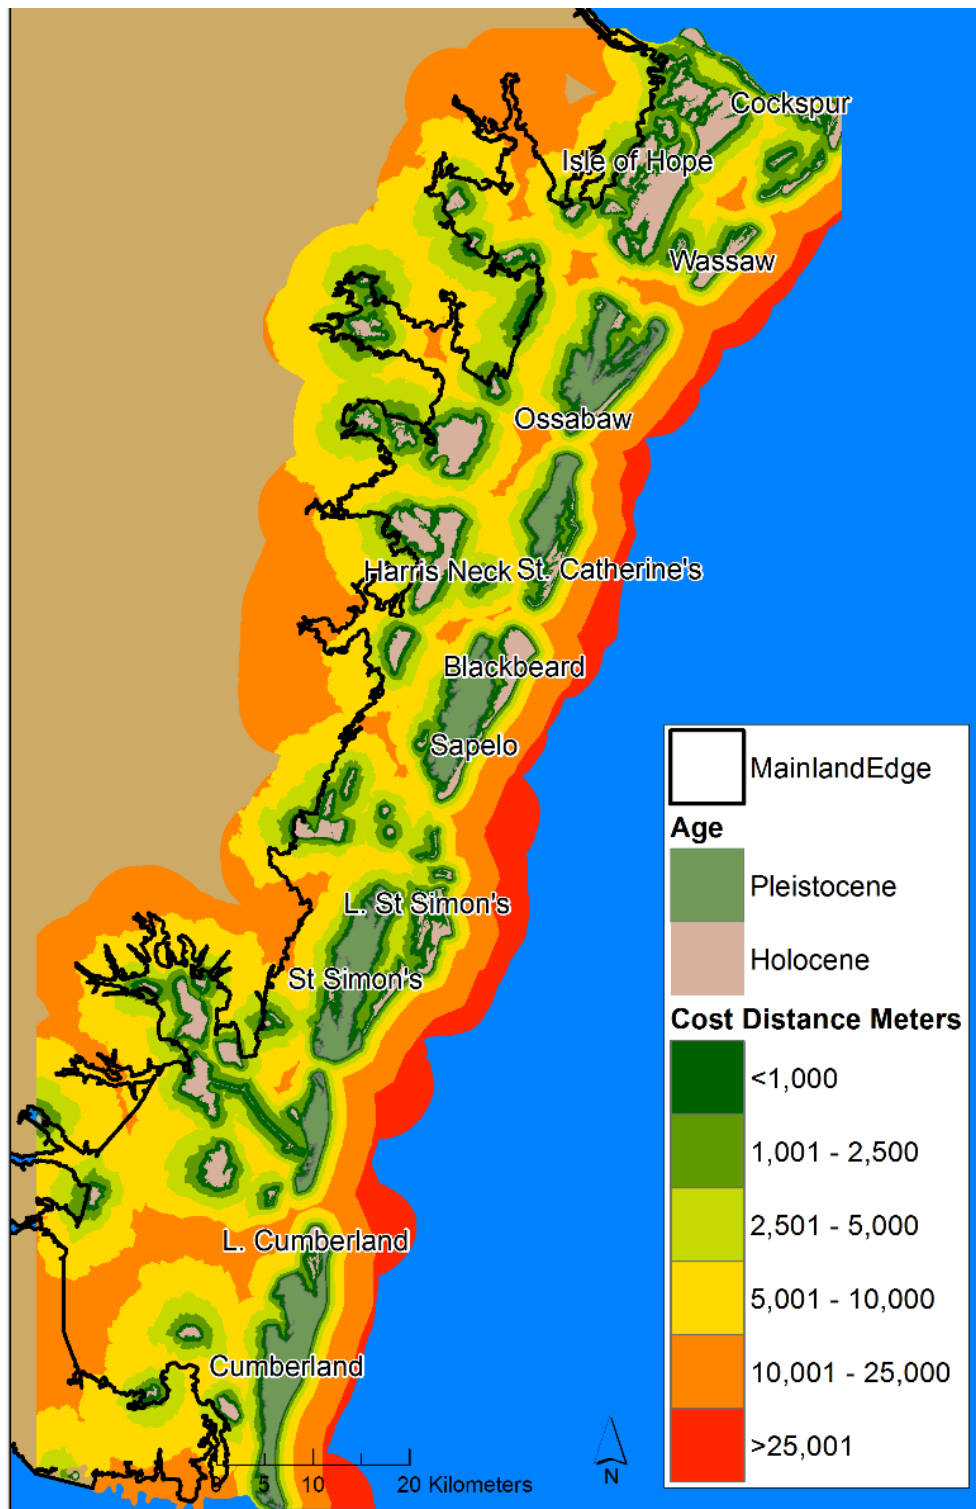 Cockspur
Isle of Hope
Wassaw
Ossabaw
Harris Neck
St. Catherine's
Blackbeard
Sapelo
L. St Simon's
St Simon's
L. Cumberland
Cumberland
MainlandEdge
Age
Pleistocene
Holocene
Cost Distance Meters
<1,000
1,001 - 2,500
2,501 - 5,000
5,001 - 10,000
10,001 - 25,000
>25,001
0 5 10 20 Kilometers
N